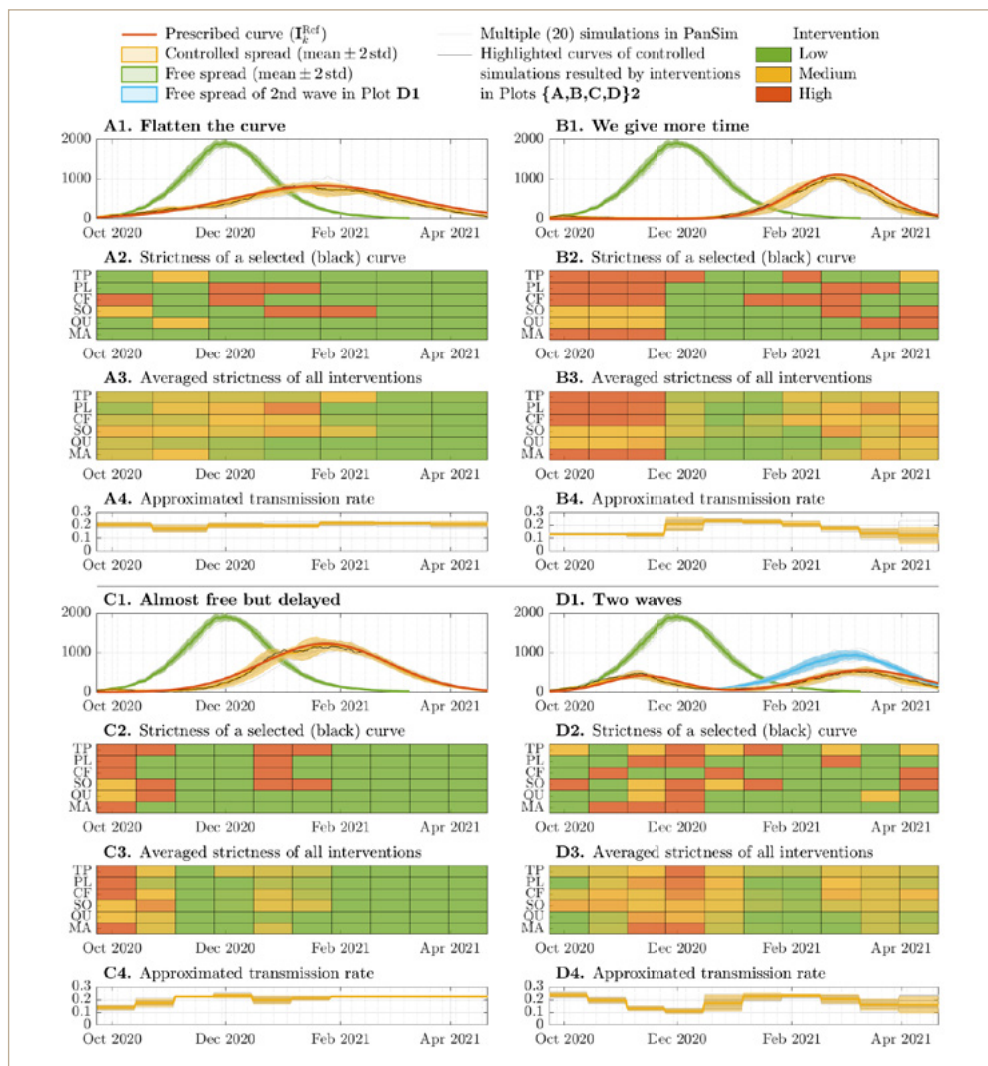 Prescribed curve (I_k^Ref)
Controlled spread (mean ± 2 std)
Free spread (mean ± 2 std)
Free spread of 2nd wave in Plot D1
Multiple (20) simulations in PanSim
Highlighted curves of controlled
simulations resulted by interventions
in Plots {A,B,C,D}2
Intervention
Low
Medium
High
A1. Flatten the curve
2000
1000
0
Oct 2020 Dec 2020 Feb 2021 Apr 2021
A2. Strictness of a selected (black) curve
TP
PL
CF
SO
QU
MA
Oct 2020 Dec 2020 Feb 2021 Apr 2021
A3. Averaged strictness of all interventions
TP
PL
CF
SO
QU
MA
Oct 2020 Dec 2020 Feb 2021 Apr 2021
A4. Approximated transmission rate
0.3
0.2
0.1
0
Oct 2020 Dec 2020 Feb 2021 Apr 2021
B1. We give more time
2000
1000
0
Oct 2020 Dec 2020 Feb 2021 Apr 2021
B2. Strictness of a selected (black) curve
TP
PL
CF
SO
QU
MA
Oct 2020 Dec 2020 Feb 2021 Apr 2021
B3. Averaged strictness of all interventions
TP
PL
CF
SO
QU
MA
Oct 2020 Dec 2020 Feb 2021 Apr 2021
B4. Approximated transmission rate
0.3
0.2
0.1
0
Oct 2020 Dec 2020 Feb 2021 Apr 2021
C1. Almost free but delayed
2000
1000
0
Oct 2020 Dec 2020 Feb 2021 Apr 2021
C2. Strictness of a selected (black) curve
TP
PL
CF
SO
QU
MA
Oct 2020 Dec 2020 Feb 2021 Apr 2021
C3. Averaged strictness of all interventions
TP
PL
CF
SO
QU
MA
Oct 2020 Dec 2020 Feb 2021 Apr 2021
C4. Approximated transmission rate
0.3
0.2
0.1
0
Oct 2020 Dec 2020 Feb 2021 Apr 2021
D1. Two waves
2000
1000
0
Oct 2020 Dec 2020 Feb 2021 Apr 2021
D2. Strictness of a selected (black) curve
TP
PL
CF
SO
QU
MA
Oct 2020 Dec 2020 Feb 2021 Apr 2021
D3. Averaged strictness of all interventions
TP
PL
CF
SO
QU
MA
Oct 2020 Dec 2020 Feb 2021 Apr 2021
D4. Approximated transmission rate
0.3
0.2
0.1
0
Oct 2020 Dec 2020 Feb 2021 Apr 2021